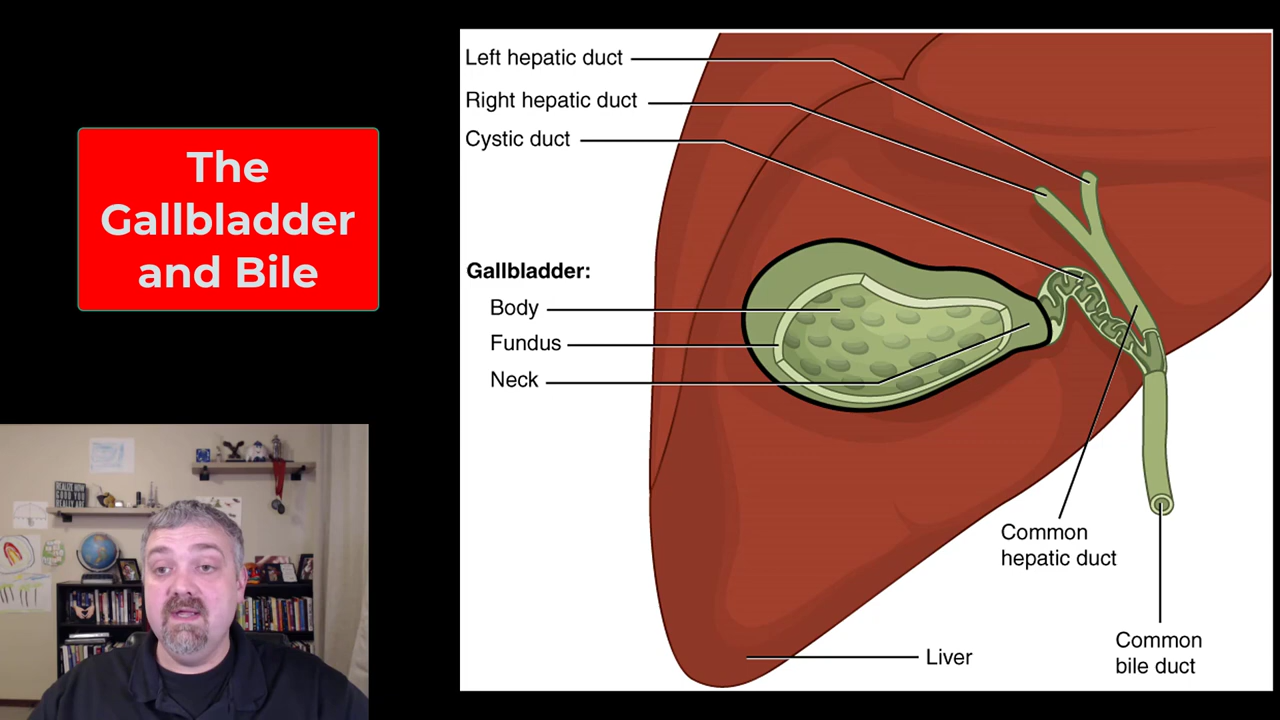 The
Gallbladder
and Bile
Left hepatic duct
Right hepatic duct
Cystic duct
Gallbladder:
Body
Fundus
Neck
Common
hepatic duct
Common
bile duct
Liver